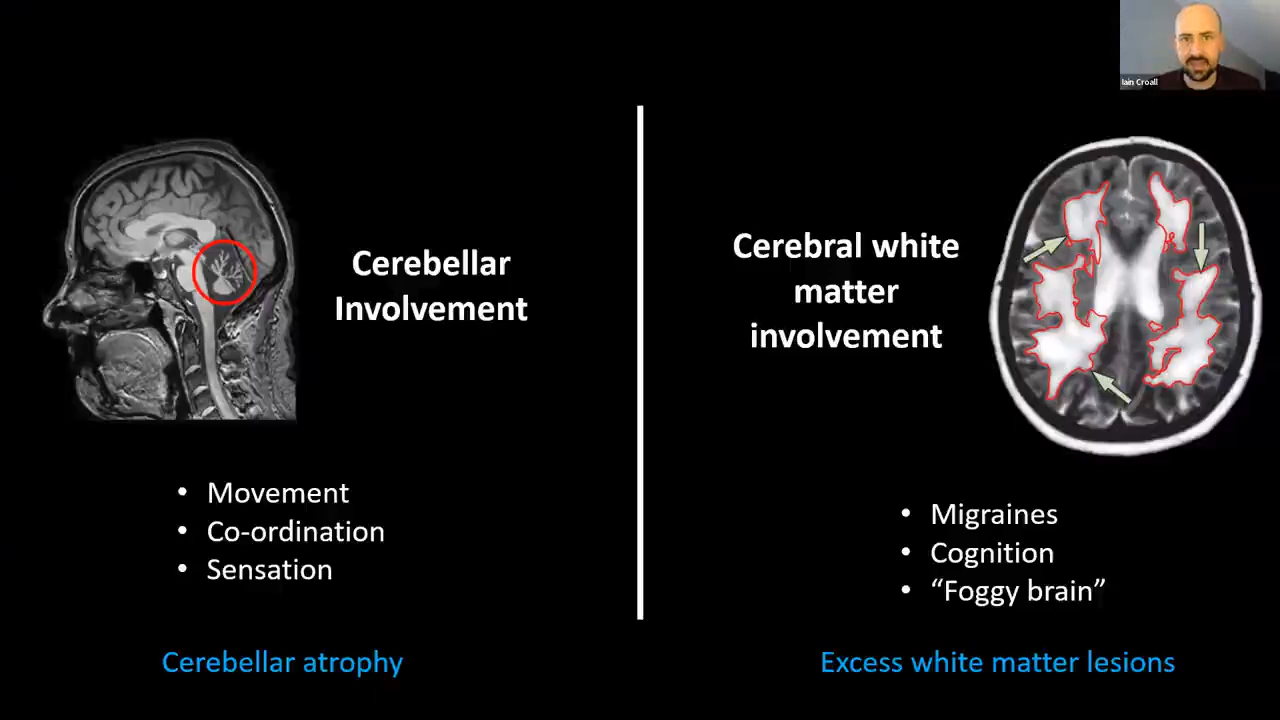 Iain Croall
Cerebellar
Involvement
• Movement
• Co-ordination
• Sensation
Cerebellar atrophy
Cerebral white
matter
involvement
• Migraines
• Cognition
• “Foggy brain”
Excess white matter lesions